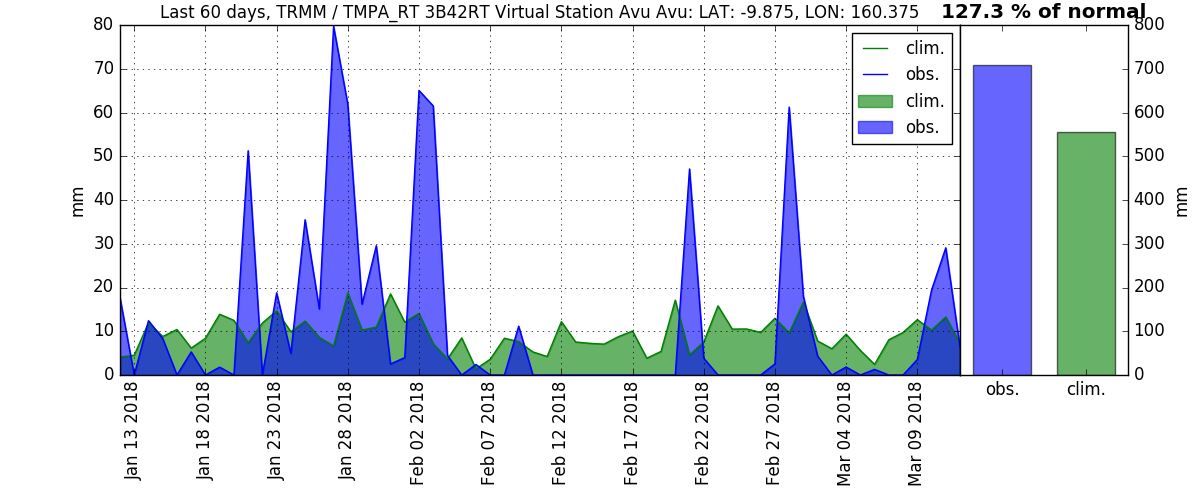 Last 60 days, TRMM / TMPA_RT 3B42RT Virtual Station Avu Avu: LAT: -9.875, LON: 160.375 127.3 % of normal
80 800
70 700
60 600
50 500
40 400
30 300
20 200
10 100
0 0
mm
mm
clim.
obs.
clim.
obs.
obs. clim.
Jan 13 2018
Jan 18 2018
Jan 23 2018
Jan 28 2018
Feb 02 2018
Feb 07 2018
Feb 12 2018
Feb 17 2018
Feb 22 2018
Feb 27 2018
Mar 04 2018
Mar 09 2018